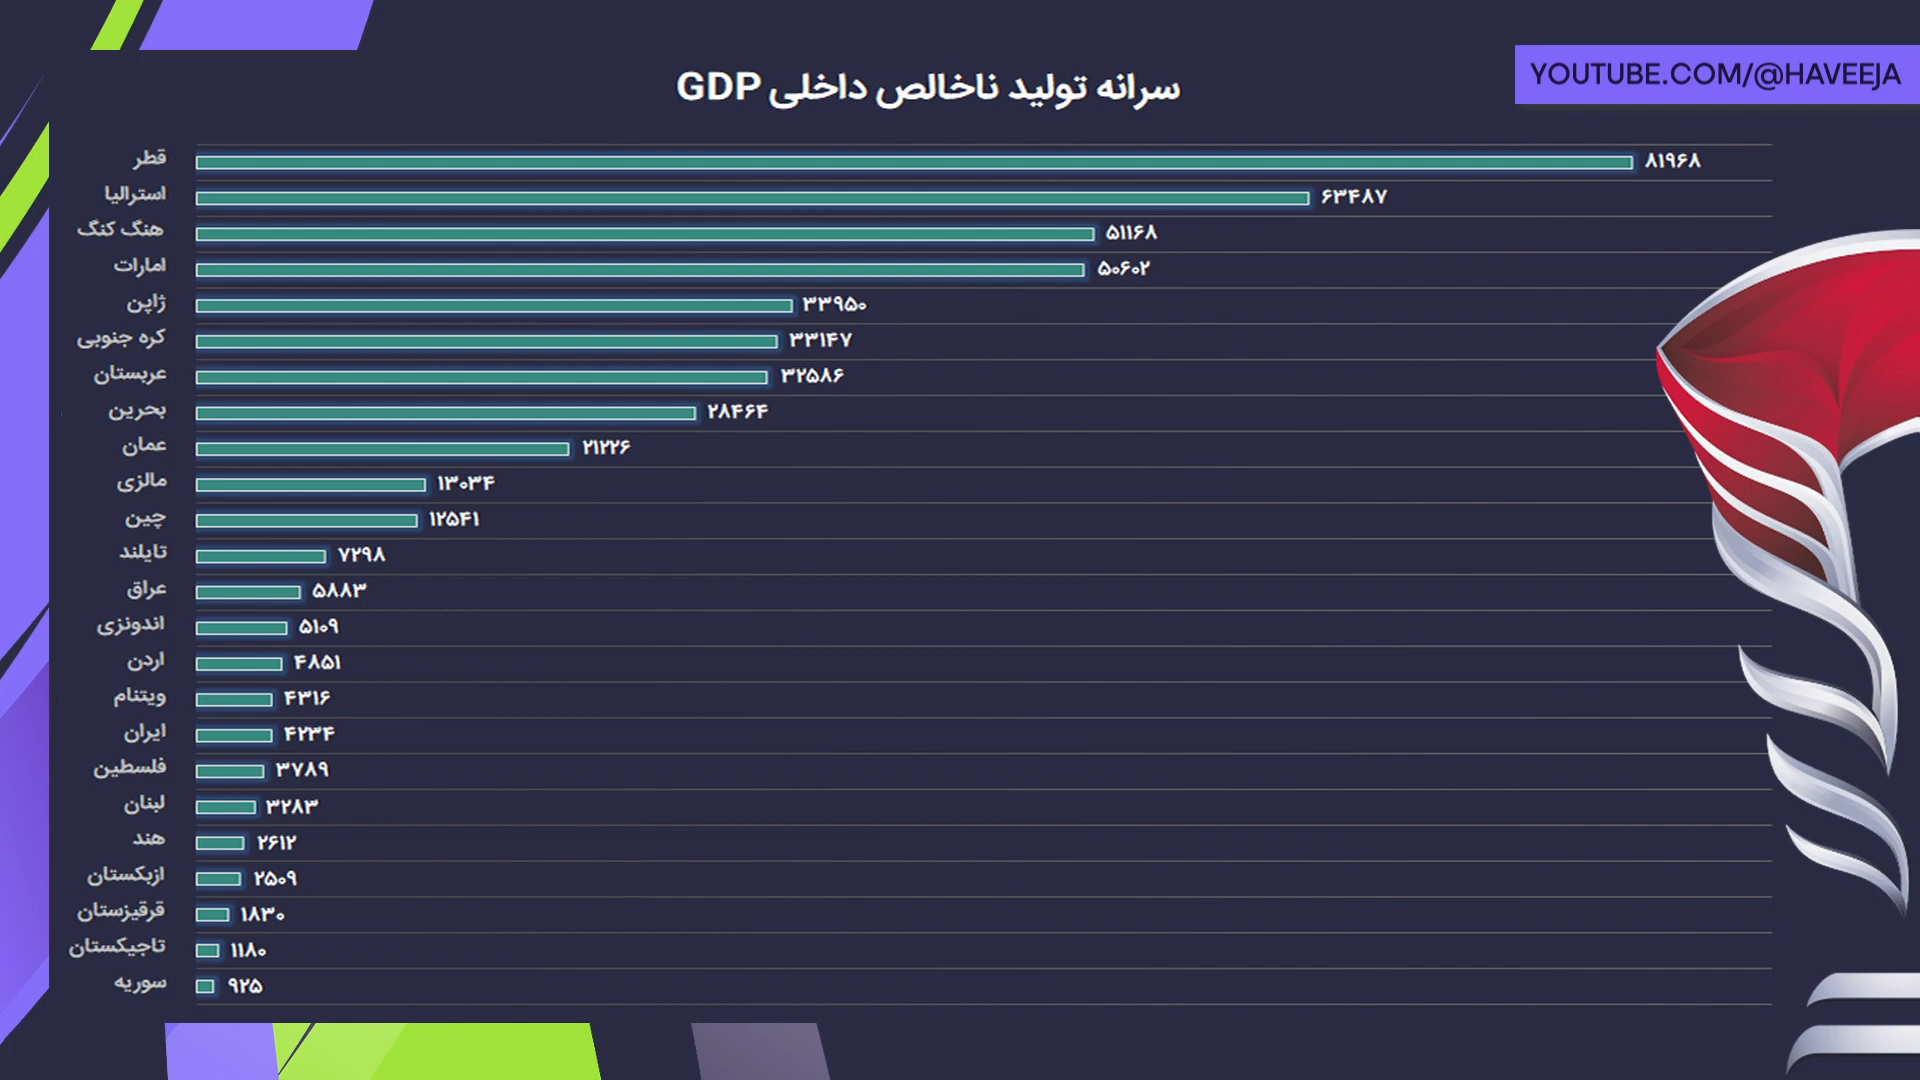 YOUTUBE.COM/@HAVEEJA
سرانه تولید ناخالص داخلی GDP
قطر ۸۱۹۶۸
استرالیا ۶۳۴۸۷
هنگ کنگ ۵۱۱۶۸
امارات ۵۰۶۰۲
ژاپن ۳۳۹۵۰
کره جنوبی ۳۳۱۴۷
عربستان ۳۲۵۸۶
بحرین ۲۸۴۶۴
عمان ۲۱۲۲۶
مالزی ۱۳۰۳۴
چین ۱۲۵۴۱
تایلند ۷۲۹۸
عراق ۵۸۸۳
اندونزی ۵۱۰۹
اردن ۴۸۵۱
ویتنام ۴۳۱۶
ایران ۴۲۳۴
فلسطین ۳۷۸۹
لبنان ۳۲۸۳
هند ۲۶۱۲
ازبکستان ۲۵۰۹
قرقیزستان ۱۸۳۰
تاجیکستان ۱۱۸۰
سوریه ۹۲۵